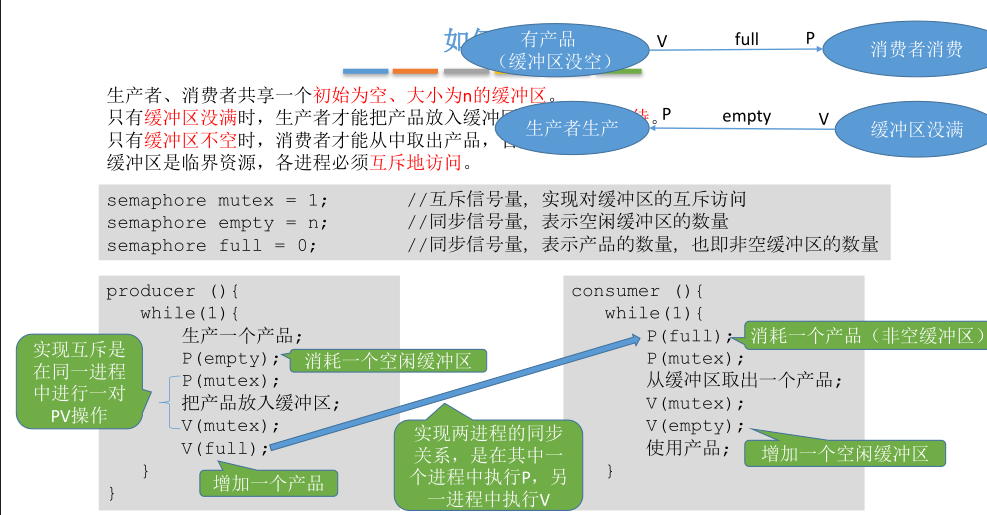 如
有产品
（缓冲区没空）
V
full
P
消费者消费
生产者生产
P
empty
V
缓冲区没满
生产者、消费者共享一个初始为空、大小为n的缓冲区。
只有缓冲区没满时，生产者才能把产品放入缓冲 待。
只有缓冲区不空时，消费者才能从中取出产品，
缓冲区是临界资源，各进程必须互斥地访问。
semaphore mutex = 1; //互斥信号量，实现对缓冲区的互斥访问
semaphore empty = n; //同步信号量，表示空闲缓冲区的数量
semaphore full = 0; //同步信号量，表示产品的数量，也即非空缓冲区的数量
producer (){
while(1){
生产一个产品;
P(empty);
P(mutex);
把产品放入缓冲区;
V(mutex);
V(full);
}
}
实现互斥是
在同一进程
中进行一对
PV操作
消耗一个空闲缓冲区
增加一个产品
实现两进程的同步
关系，是在其中一
个进程中执行P，另
一进程中执行V
consumer (){
while(1){
P(full);
P(mutex);
从缓冲区取出一个产品;
V(mutex);
V(empty);
使用产品;
}
消耗一个产品（非空缓冲区）
增加一个空闲缓冲区